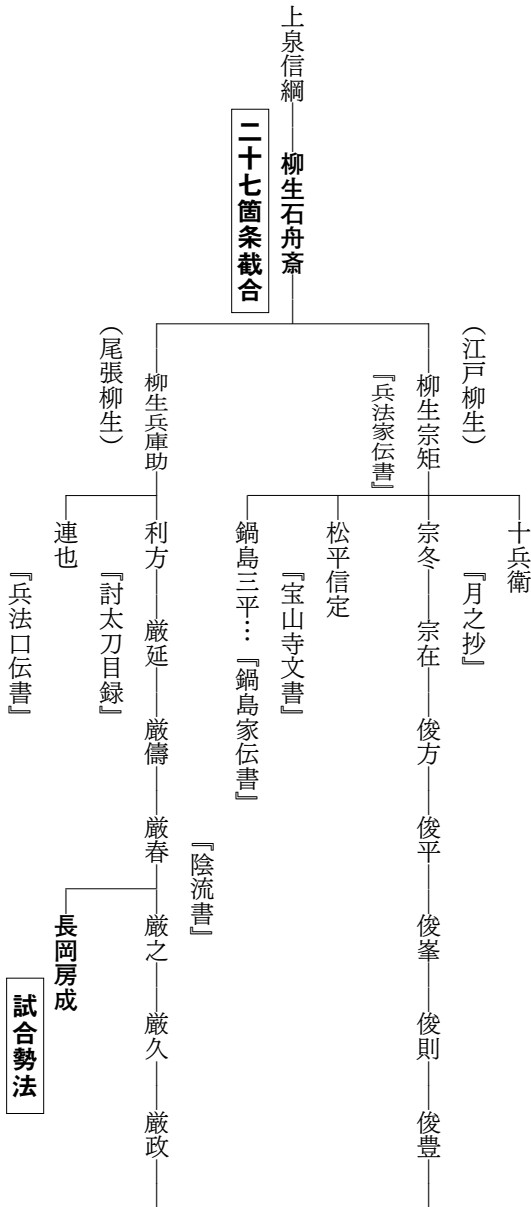 上泉信綱
柳生石舟斎
二十七箇条截合
（江戸柳生）
柳生宗矩
『兵法家伝書』
十兵衛
『月之抄』
宗冬
宗在
俊方
俊平
俊峯
俊則
俊豊
松平信定
『宝山寺文書』
鍋島三平…『鍋島家伝書』
（尾張柳生）
柳生兵庫助
利方
厳延
厳儔
厳春
厳之
厳久
厳政
『討太刀目録』
『陰流書』
連也
『兵法口伝書』
長岡房成
試合勢法